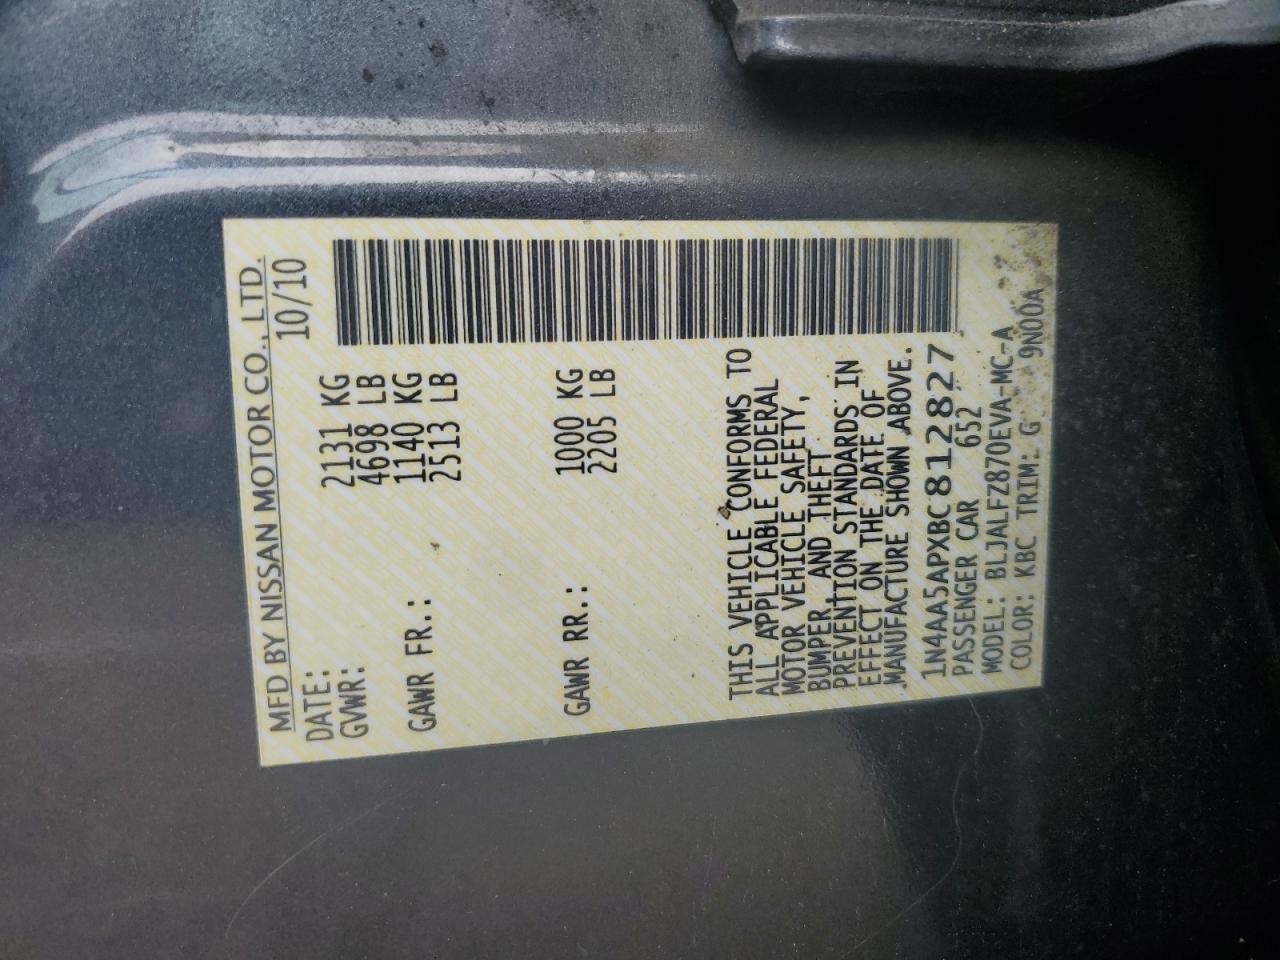 MFD BY NISSAN MOTOR CO., LTD.
DATE: 10/10
GVWR: 2131 KG
4698 LB
GAWR FR.: 1140 KG
2513 LB
GAWR RR.: 1000 KG
2205 LB
THIS VEHICLE CONFORMS TO
ALL APPLICABLE FEDERAL
MOTOR VEHICLE SAFETY,
BUMPER AND THEFT
PREVENTION STANDARDS IN
EFFECT ON THE DATE OF
MANUFACTURE SHOWN ABOVE.
1N4AA5APXBC812827
PASSENGER CAR 652
MODEL: BLJALFZ870EVA-MC-A
COLOR: KBC TRIM: G 9N00A